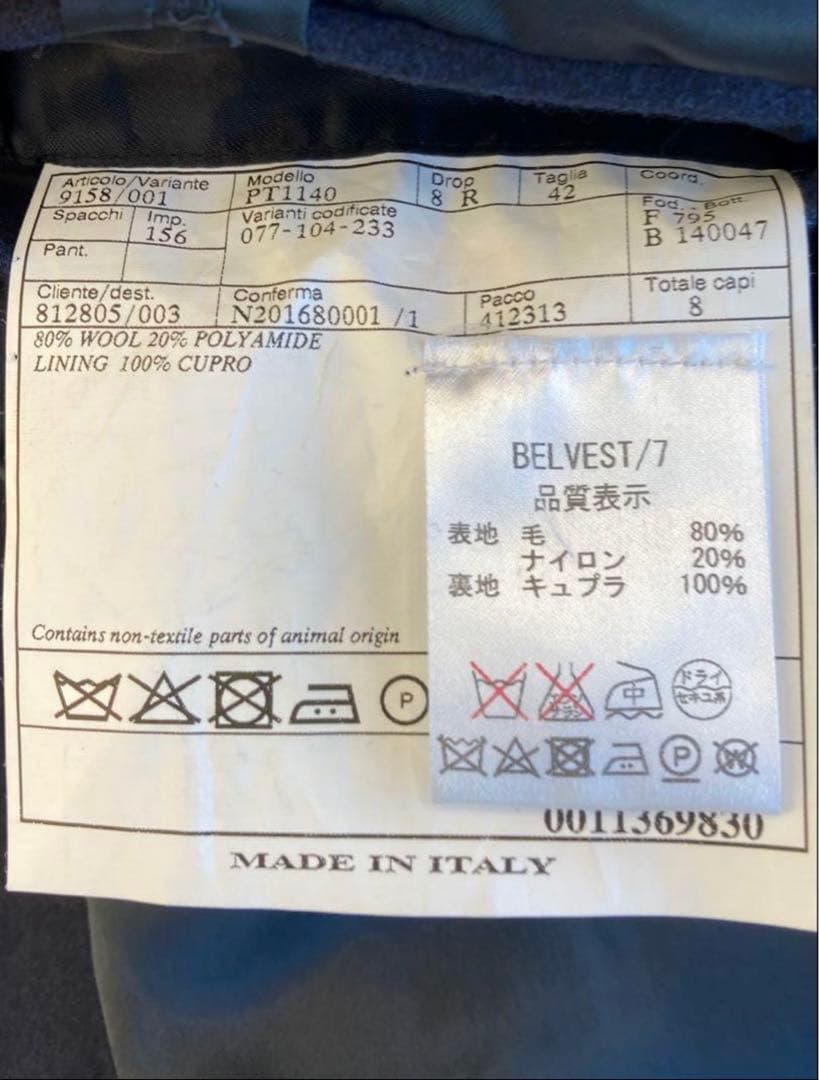 Articolo/Variante Modello Drop Taglia Coord.
9158/001 PT1140 8 R 42
Spacchi Imp. Varianti codificate Fod. - Bott.
156 077-104-233 F 795
Pant. B 140047
Cliente/dest. Conferma Pacco Totale capi
812805/003 N201680001 /1 412313 8
80% WOOL 20% POLYAMIDE
LINING 100% CUPRO
BELVEST/7
品質表示
表地 毛 80%
ナイロン 20%
裏地 キュプラ 100%
Contains non-textile parts of animal origin
P
中
ドライ
セキユ系
P
W
0011369830
MADE IN ITALY